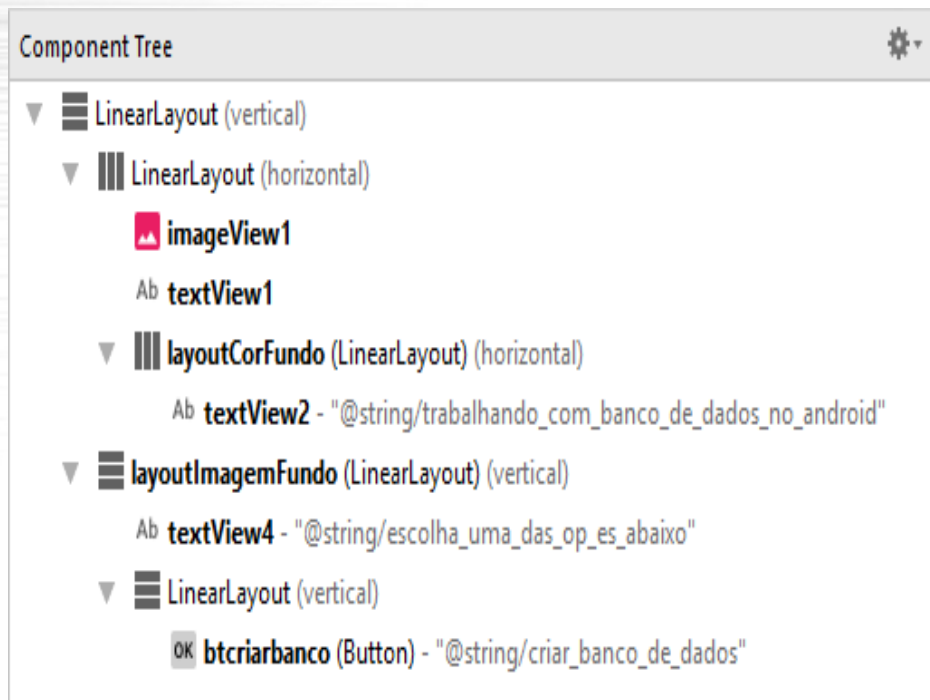 Component Tree
LinearLayout (vertical)
LinearLayout (horizontal)
imageView1
Ab textView1
layoutCorFundo (LinearLayout) (horizontal)
Ab textView2 - "@string/trabalhando_com_banco_de_dados_no_android"
layoutImagemFundo (LinearLayout) (vertical)
Ab textView4 - "@string/escolha_uma_das_op_es_abaixo"
LinearLayout (vertical)
OK btcriarbanco (Button) - "@string/criar_banco_de_dados"